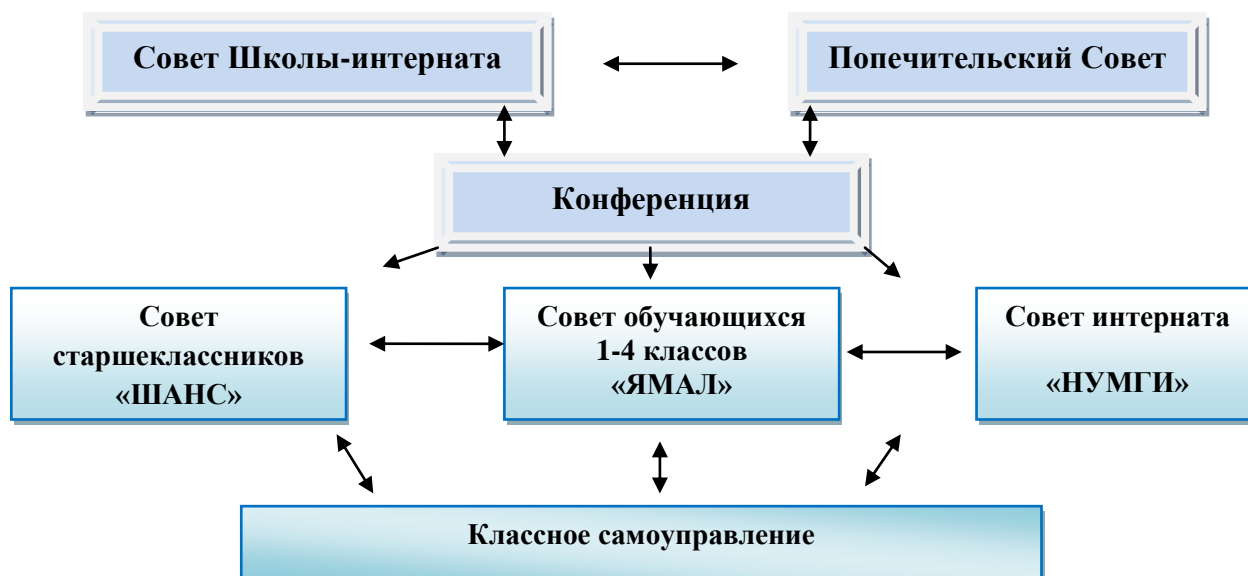 Совет Школы-интерната
Попечительский Совет
Конференция
Совет
старшеклассников
«ШАНС»
Совет обучающихся
1-4 классов
«ЯМАЛ»
Совет интерната
«НУМГИ»
Классное самоуправление